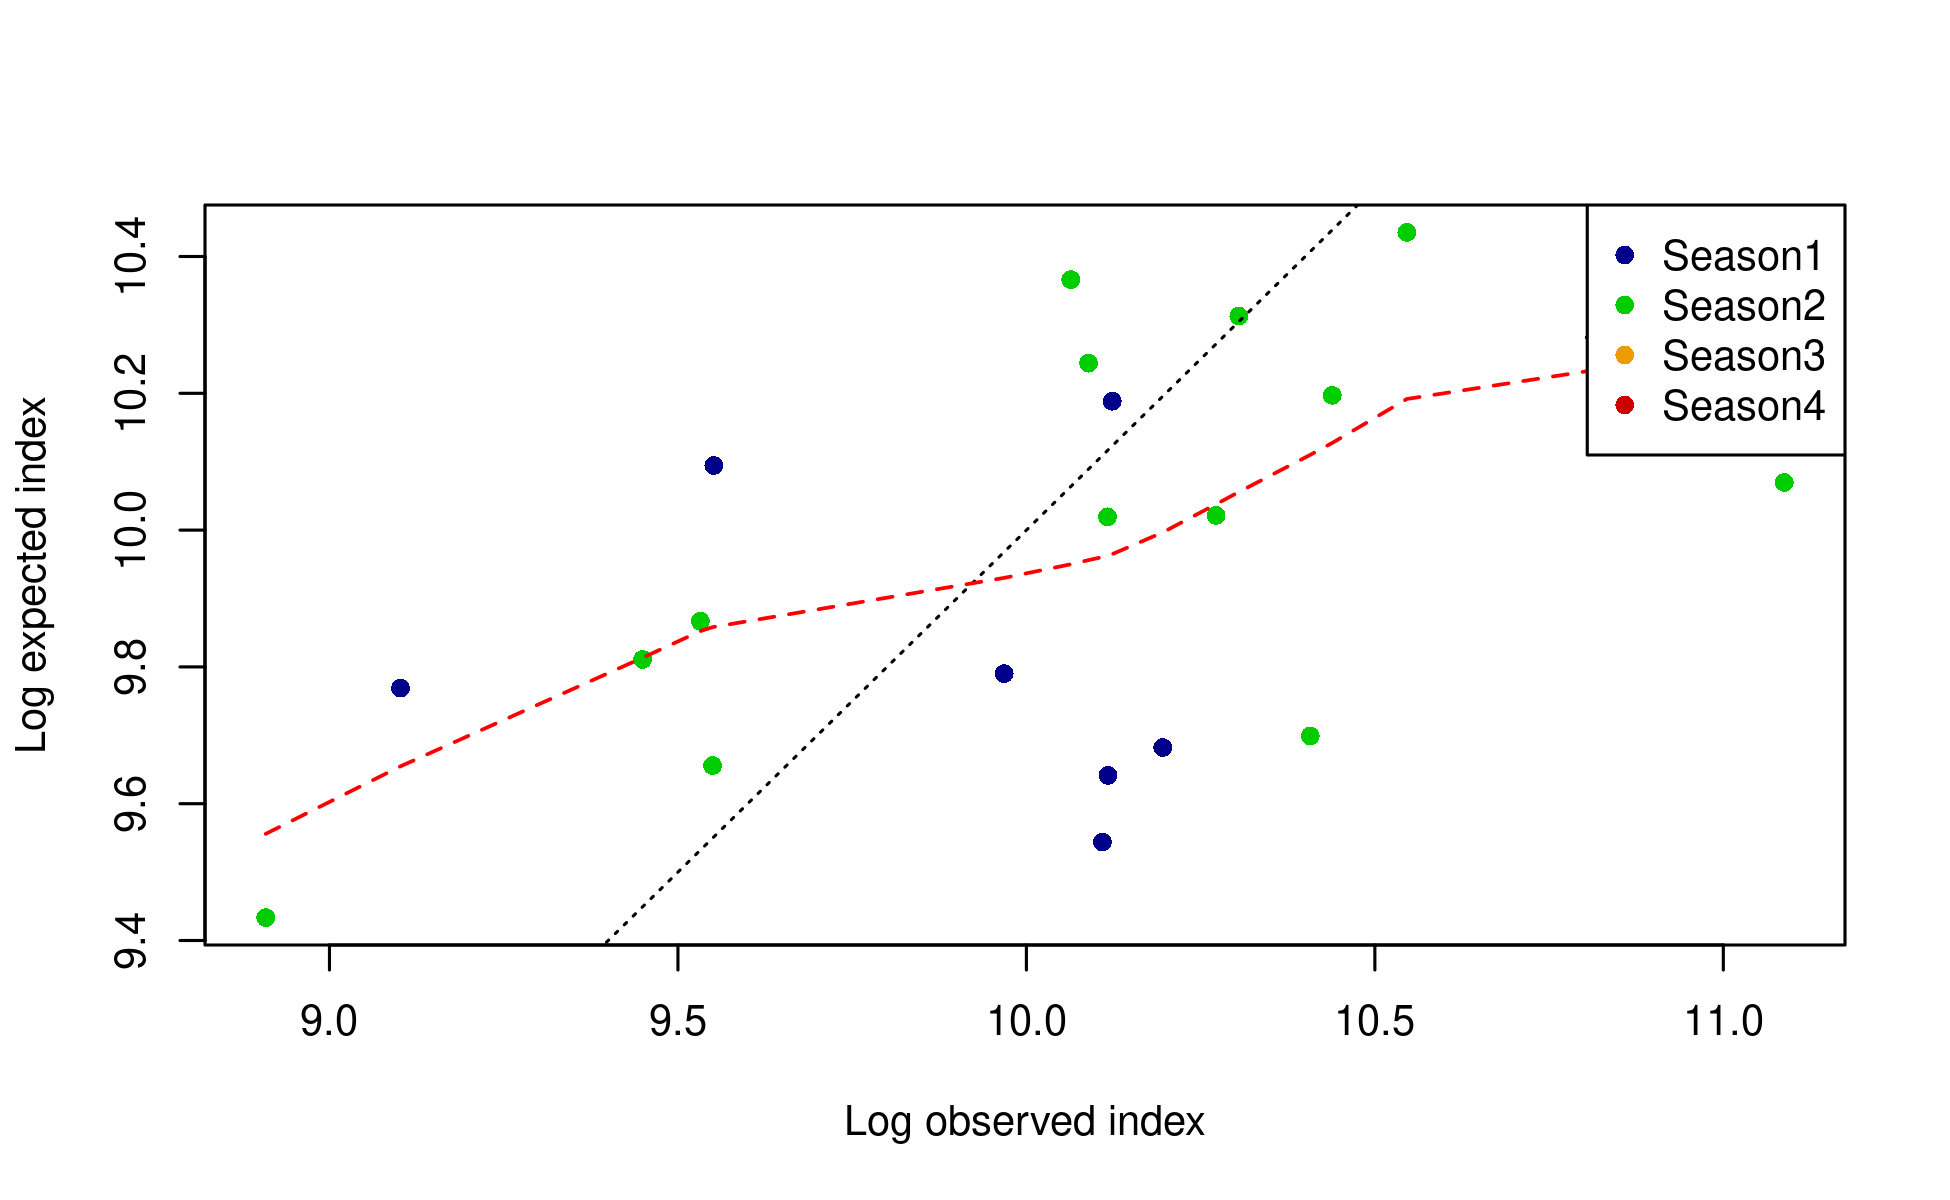 10.4
10.2
10.0
9.8
9.6
9.4
Log expected index
Season1
Season2
Season3
Season4
9.0 9.5 10.0 10.5 11.0
Log observed index